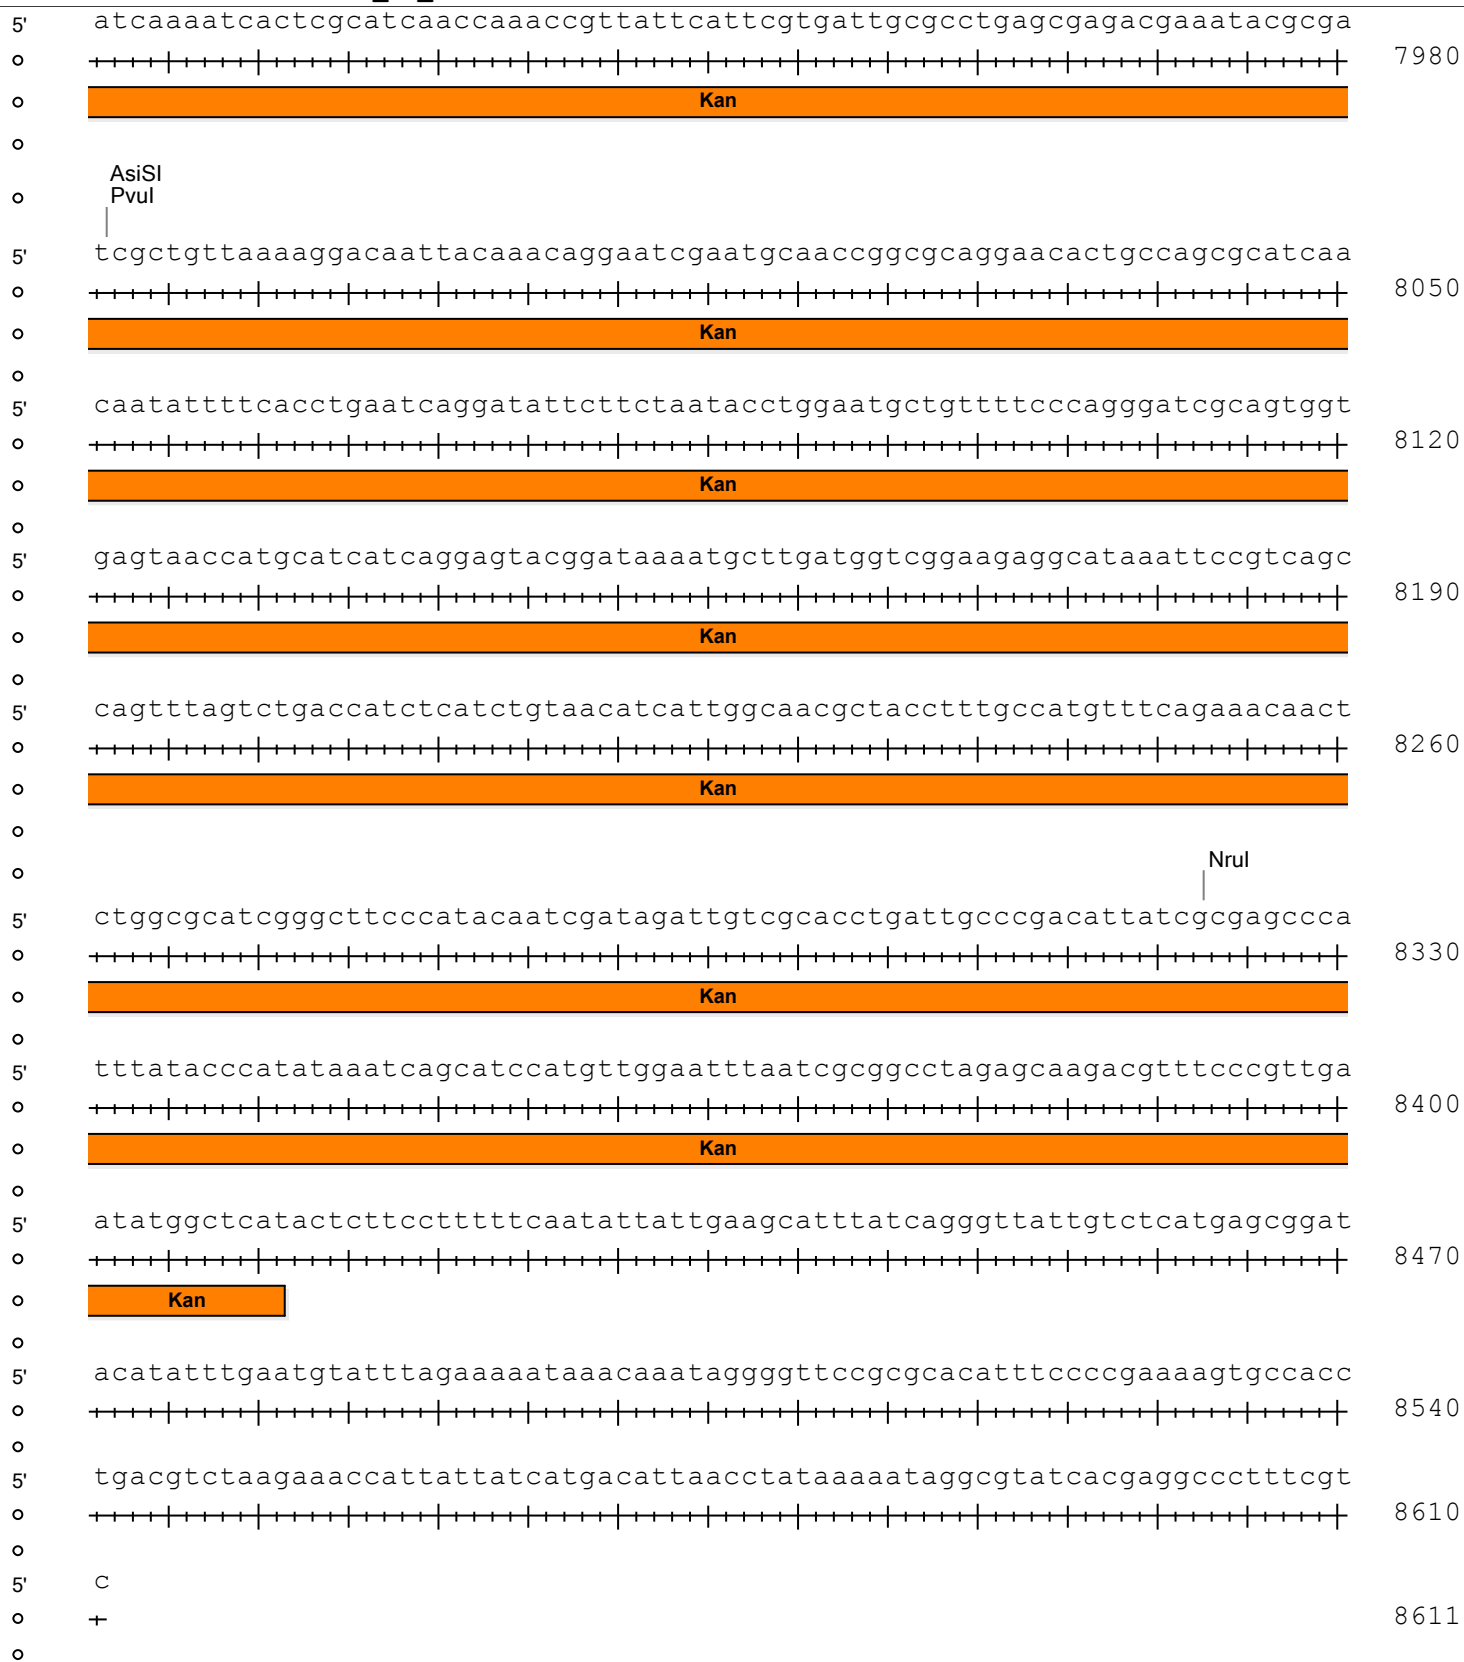 5' atcaaaatcactcgcatcaaccaaaccgttattcattcgtgattgcgcctgagcgagacgaaatacgcga
7980
Kan
AsiSI
PvuI
5' tcgctgttaaaaggacaattacaaacaggaatcgaatgcaaccggcgcaggaacactgccagcgcatcaa
8050
Kan
5' caatattttcacctgaatcaggatattcttctaatacctggaatgctgttttcccagggatcgcagtggt
8120
Kan
5' gagtaaccatgcatcatcaggagtacggataaaatgcttgatggtcggaagaggcataaattccgtcagc
8190
Kan
5' cagtttagtctgaccatctcatctgtaacatcattggcaacgctacctttgccatgtttcagaaacaact
8260
Kan
NruI
5' ctggcgcatcgggcttcccatacaatcgatagattgtcgcacctgattgcccgacattatcgcgagccca
8330
Kan
5' tttatacccatataaatcagcatccatgttggaatttaatcgcggcctagagcaagacgtttcccgttga
8400
Kan
5' atatggctcatactcttcctttttcaatattattgaagcatttatcagggttattgtctcatgagcggat
8470
Kan
5' acatatttgaatgtatttagaaaaataaacaaataggggttccgcgcacatttccccgaaaagtgccacc
8540
5' tgacgtctaagaaaccattattatcatgacattaacctataaaaataggcgtatcacgaggccctttcgt
8610
5' c
8611